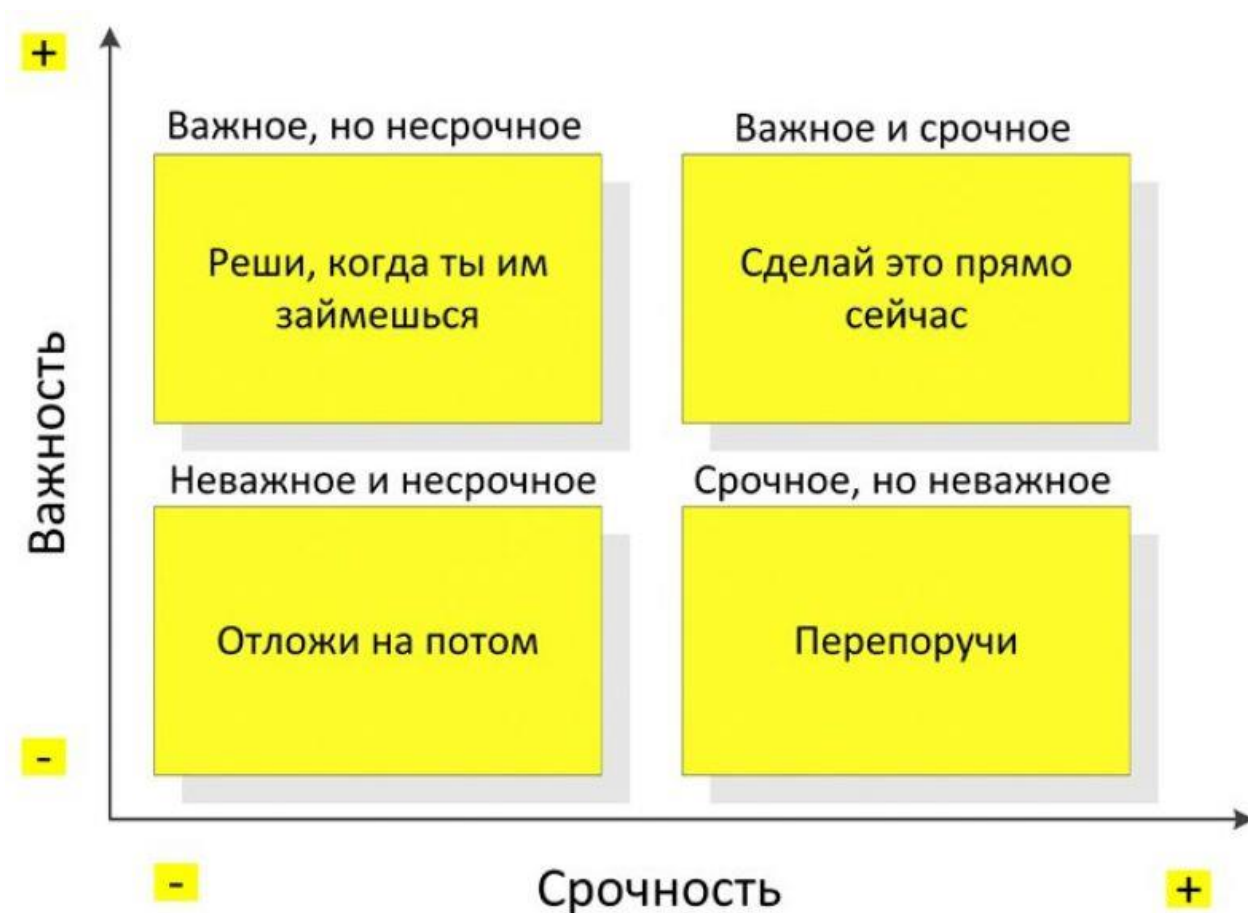 +
Важное, но несрочное
Важное и срочное
Реши, когда ты им
займешься
Сделай это прямо
сейчас
Важность
Неважное и несрочное
Срочное, но неважное
Отложи на потом
Перепоручи
-
-
Срочность
+